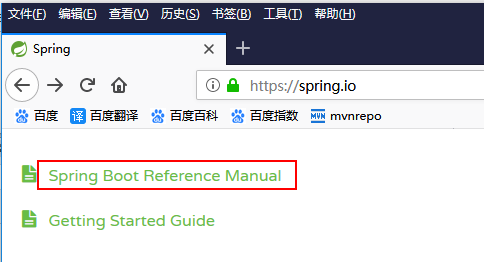 文件(F) 编辑(E) 查看(V) 历史(S) 书签(B) 工具(T) 帮助(H)
Spring
https://spring.io
百度 译 百度翻译 百度百科 百度指数 MVN mvnrepo
Spring Boot Reference Manual
Getting Started Guide